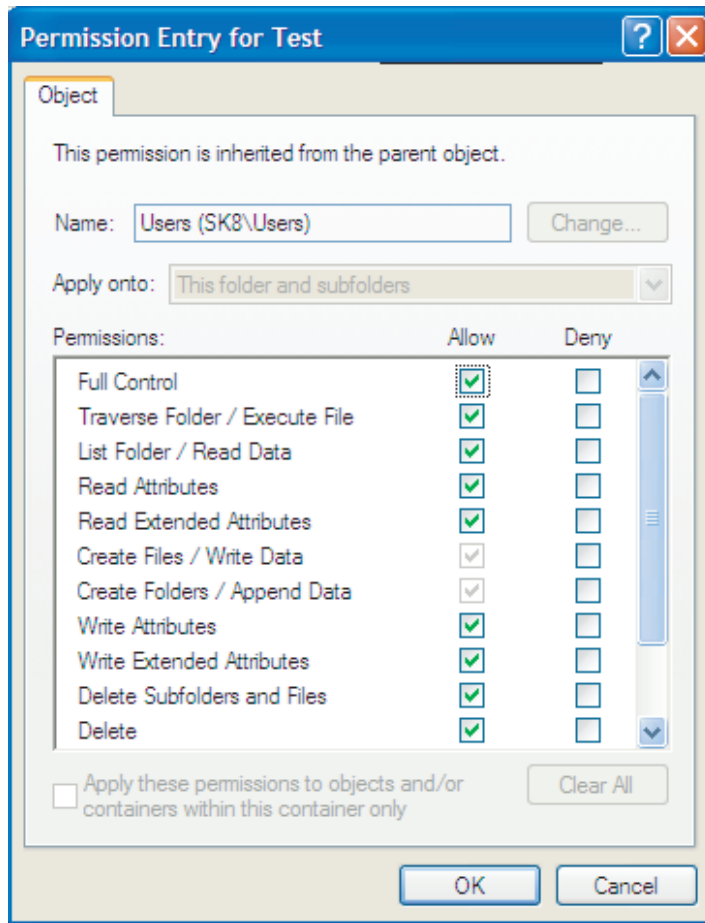 Permission Entry for Test
Object
This permission is inherited from the parent object.
Name: Users (SK8\Users) Change...
Apply onto: This folder and subfolders
Permissions: Allow Deny
Full Control
Traverse Folder / Execute File
List Folder / Read Data
Read Attributes
Read Extended Attributes
Create Files / Write Data
Create Folders / Append Data
Write Attributes
Write Extended Attributes
Delete Subfolders and Files
Delete
Apply these permissions to objects and/or Clear All
containers within this container only
OK Cancel